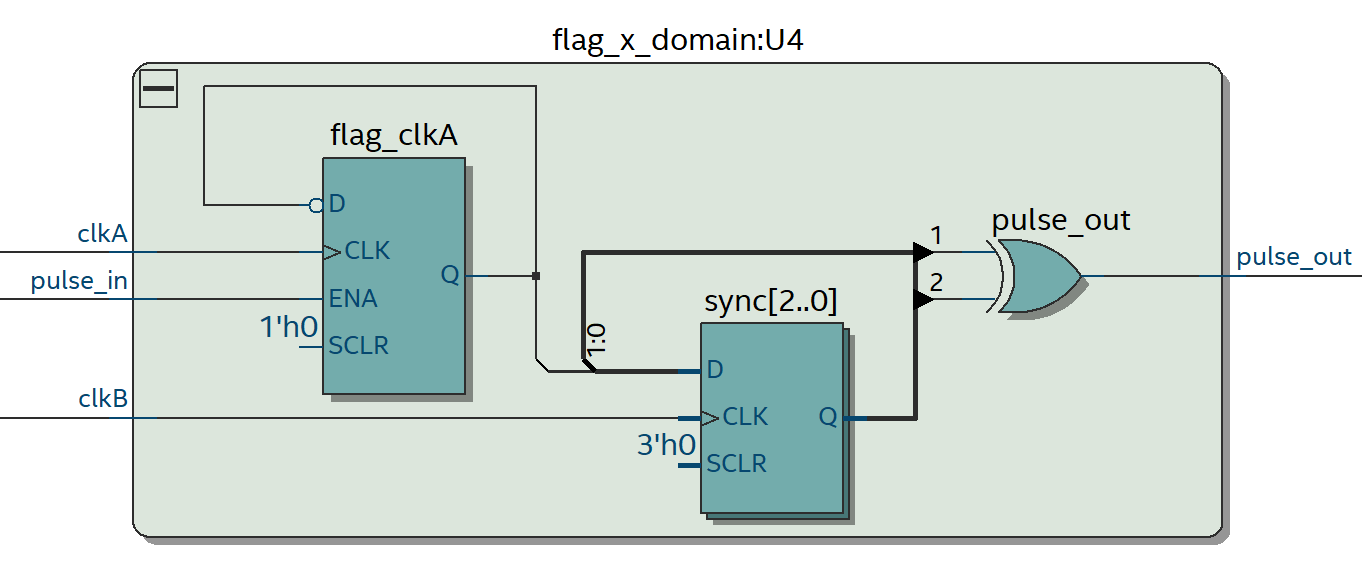 flag_x_domain:U4
flag_clkA
D
clkA
CLK
pulse_in
ENA
Q
1'h0
SCLR
1:0
sync[2..0]
D
clkB
CLK
Q
3'h0
SCLR
1
2
pulse_out
pulse_out